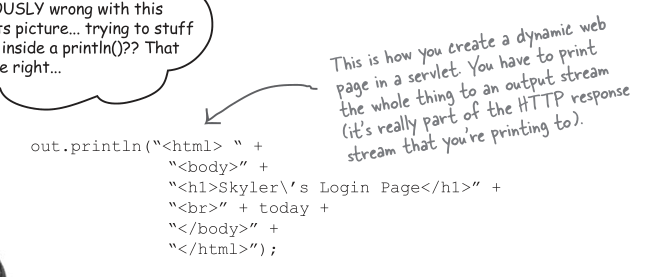 OUSLY wrong with this
s picture... trying to stuff
inside a println()?? That
e right...
This is how you create a dynamic web
page in a servlet. You have to print
the whole thing to an output stream
(it's really part of the HTTP response
stream that you're printing to).
out.println(“<html> ” +
“<body>” +
“<h1>Skyler\’s Login Page</h1>” +
“<br>” + today +
“</body>” +
“</html>”);